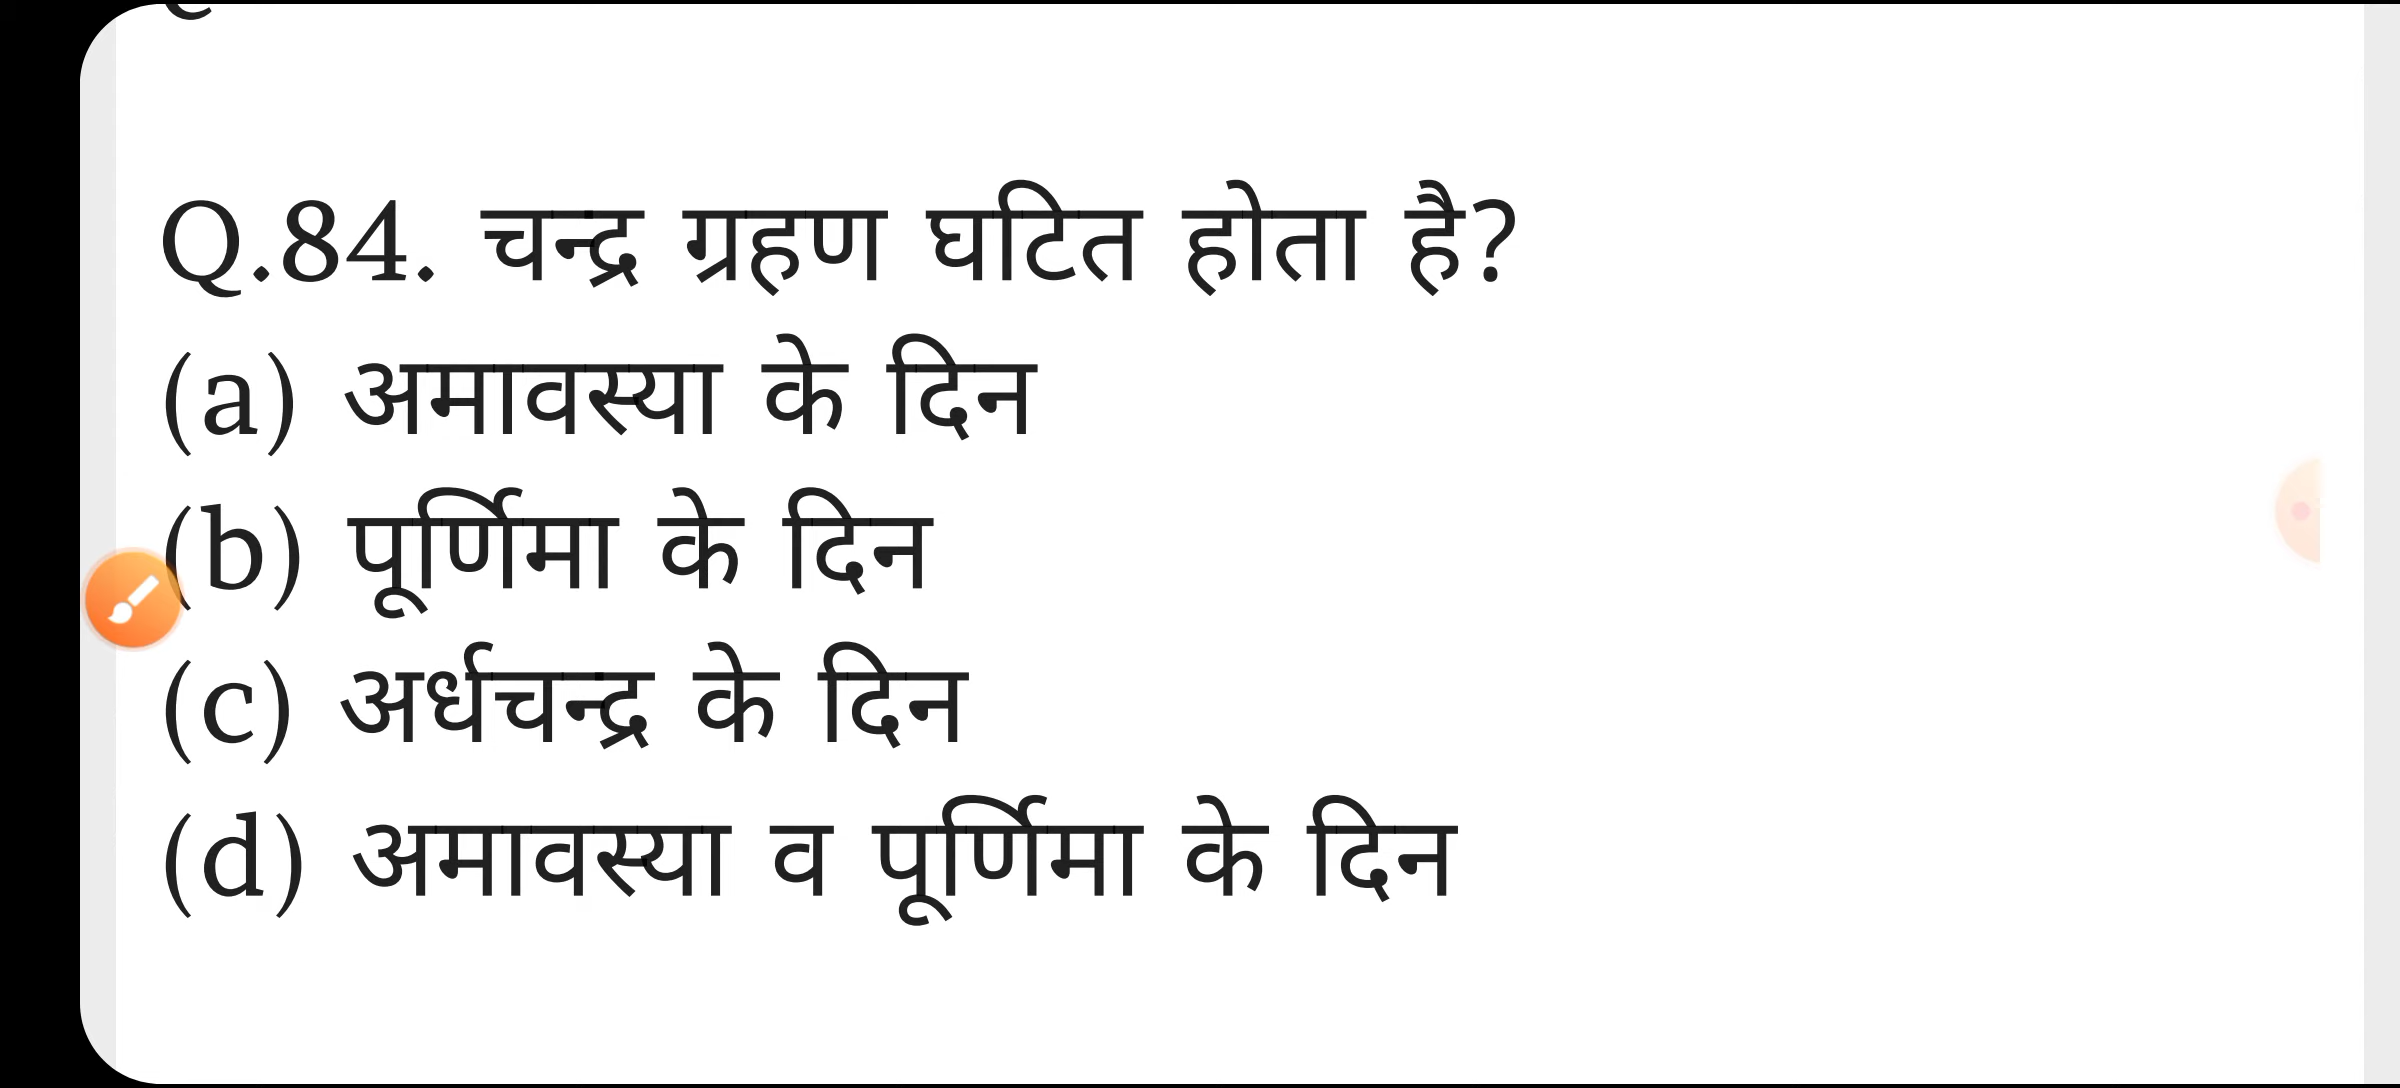 Q.84. चन्द्र ग्रहण घटित होता है?
(a) अमावस्या के दिन
(b) पूर्णिमा के दिन
(c) अर्धचन्द्र के दिन
(d) अमावस्या व पूर्णिमा के दिन